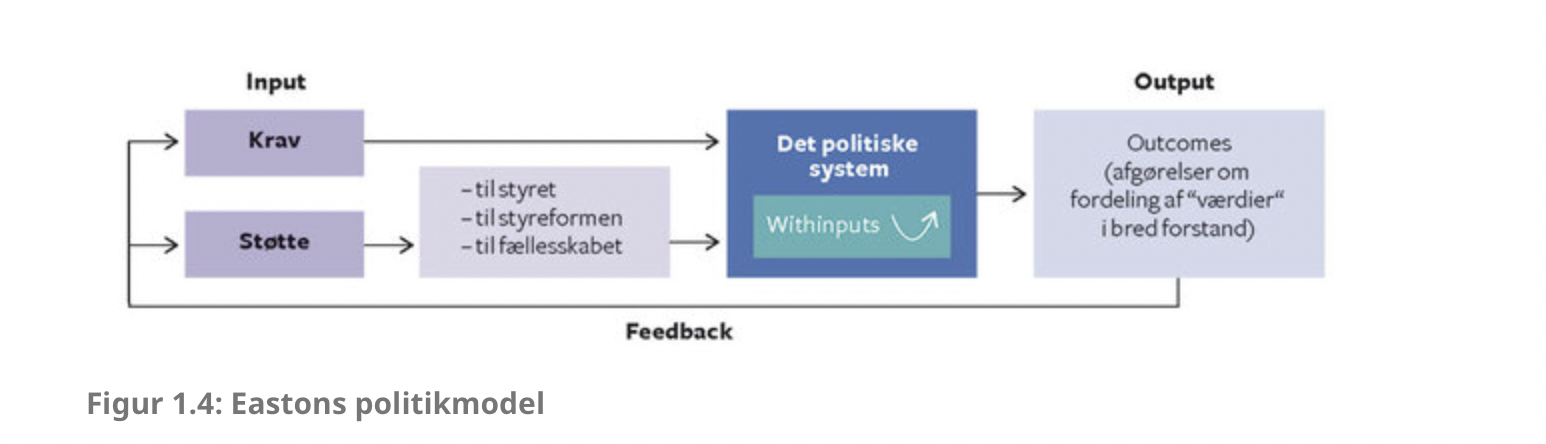 Input
Output
Krav
Det politiske
system
Outcomes
(afgørelser om
fordeling af “værdier“
i bred forstand)
– til styret
– til styreformen
– til fællesskabet
Withinputs
Støtte
Feedback
Figur 1.4: Eastons politikmodel